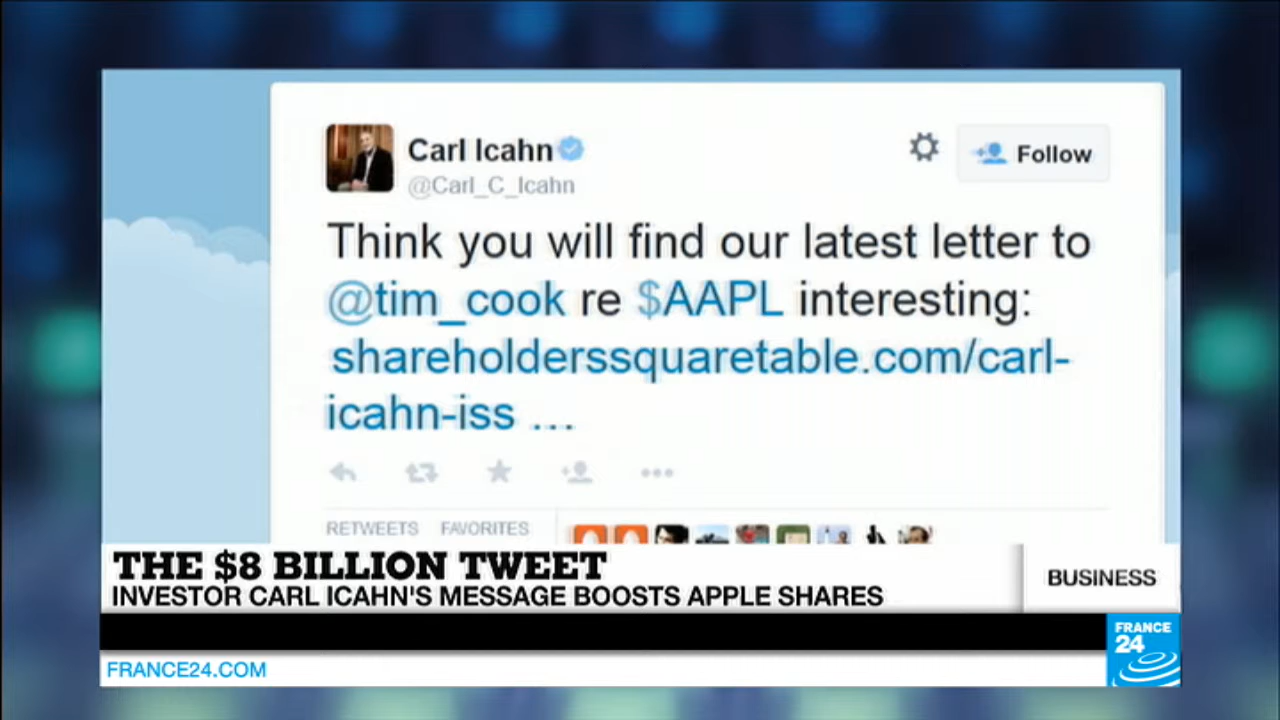 Carl Icahn
@Carl_C_Icahn
Follow
Think you will find our latest letter to
@tim_cook re $AAPL interesting:
shareholderssquaretable.com/carl-
icahn-iss ...
RETWEETS FAVORITES
THE $8 BILLION TWEET
INVESTOR CARL ICAHN'S MESSAGE BOOSTS APPLE SHARES
BUSINESS
FRANCE
24
FRANCE24.COM